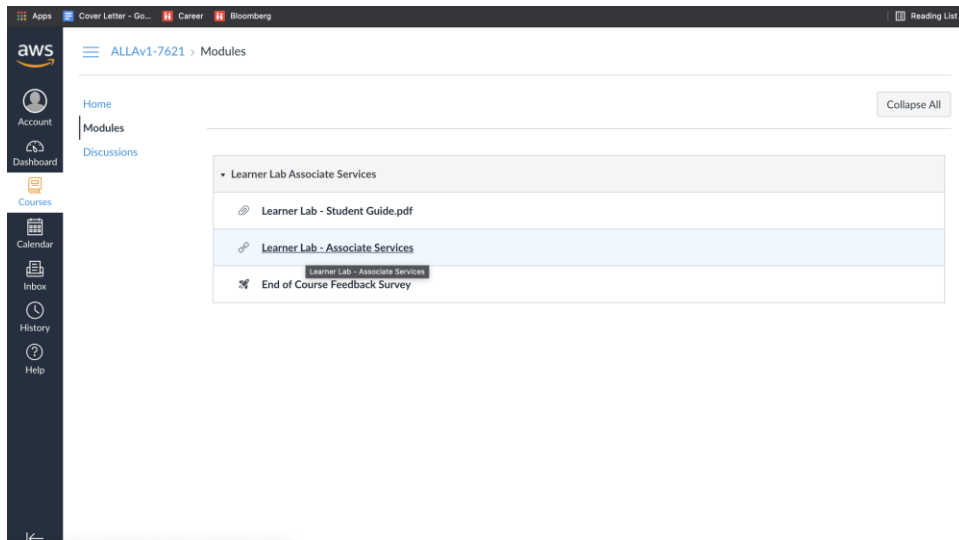 Apps Cover Letter - Go... Career Bloomberg Reading List
aws
ALLAv1-7621 > Modules
Account
Dashboard
Courses
Calendar
Inbox
History
Help
Home
Modules
Discussions
Collapse All
Learner Lab Associate Services
Learner Lab - Student Guide.pdf
Learner Lab - Associate Services
Learner Lab - Associate Services
End of Course Feedback Survey